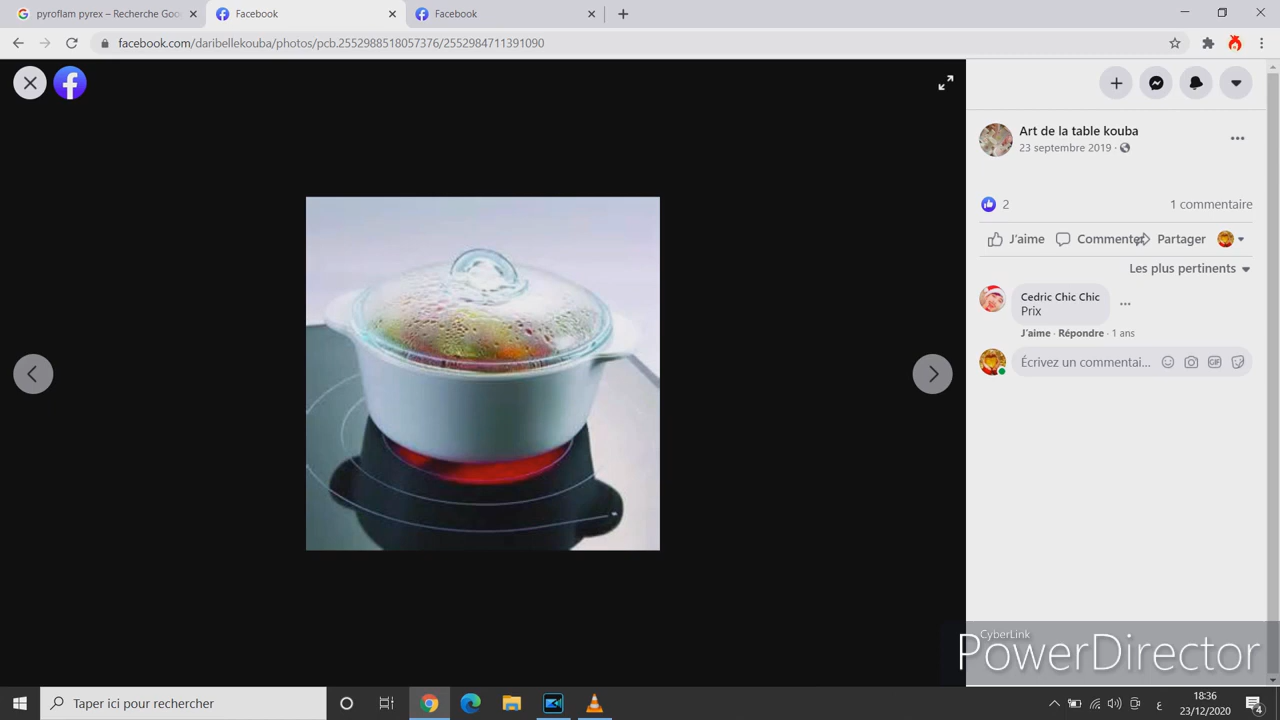 pyroflam pyrex – Recherche Goo
Facebook
Facebook
facebook.com/daribellekouba/photos/pcb.2552988518057376/2552984711391090
Art de la table kouba
23 septembre 2019 ·
2
1 commentaire
J'aime
Commenter
Partager
Les plus pertinents
Cedric Chic Chic
Prix
J'aime · Répondre · 1 ans
Écrivez un commentai...
GIF
CyberLink
PowerDirector
Taper ici pour rechercher
ع
18:36
23/12/2020
4